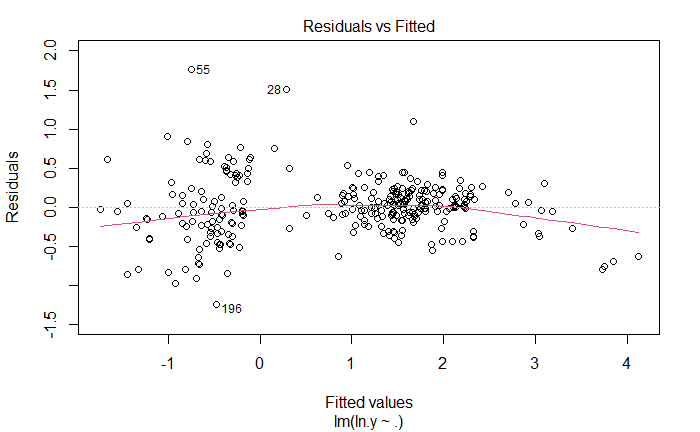 Residuals vs Fitted
Residuals
2.0
1.5
1.0
0.5
0.0
-0.5
-1.5
55
28
196
-1 0 1 2 3 4
Fitted values
lm(ln.y ~ .)